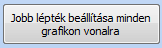 Jobb lépték beállítása minden
grafikon vonalra